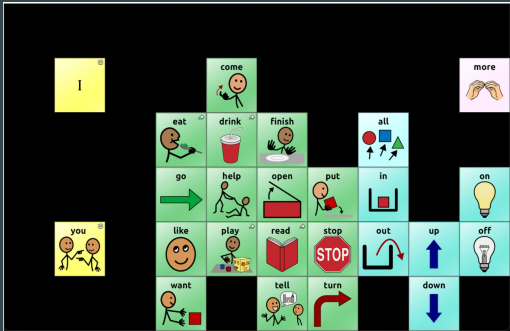 come
more
I
eat drink finish all
go help open put in on
you
like play read stop out up off
STOP
want tell turn down